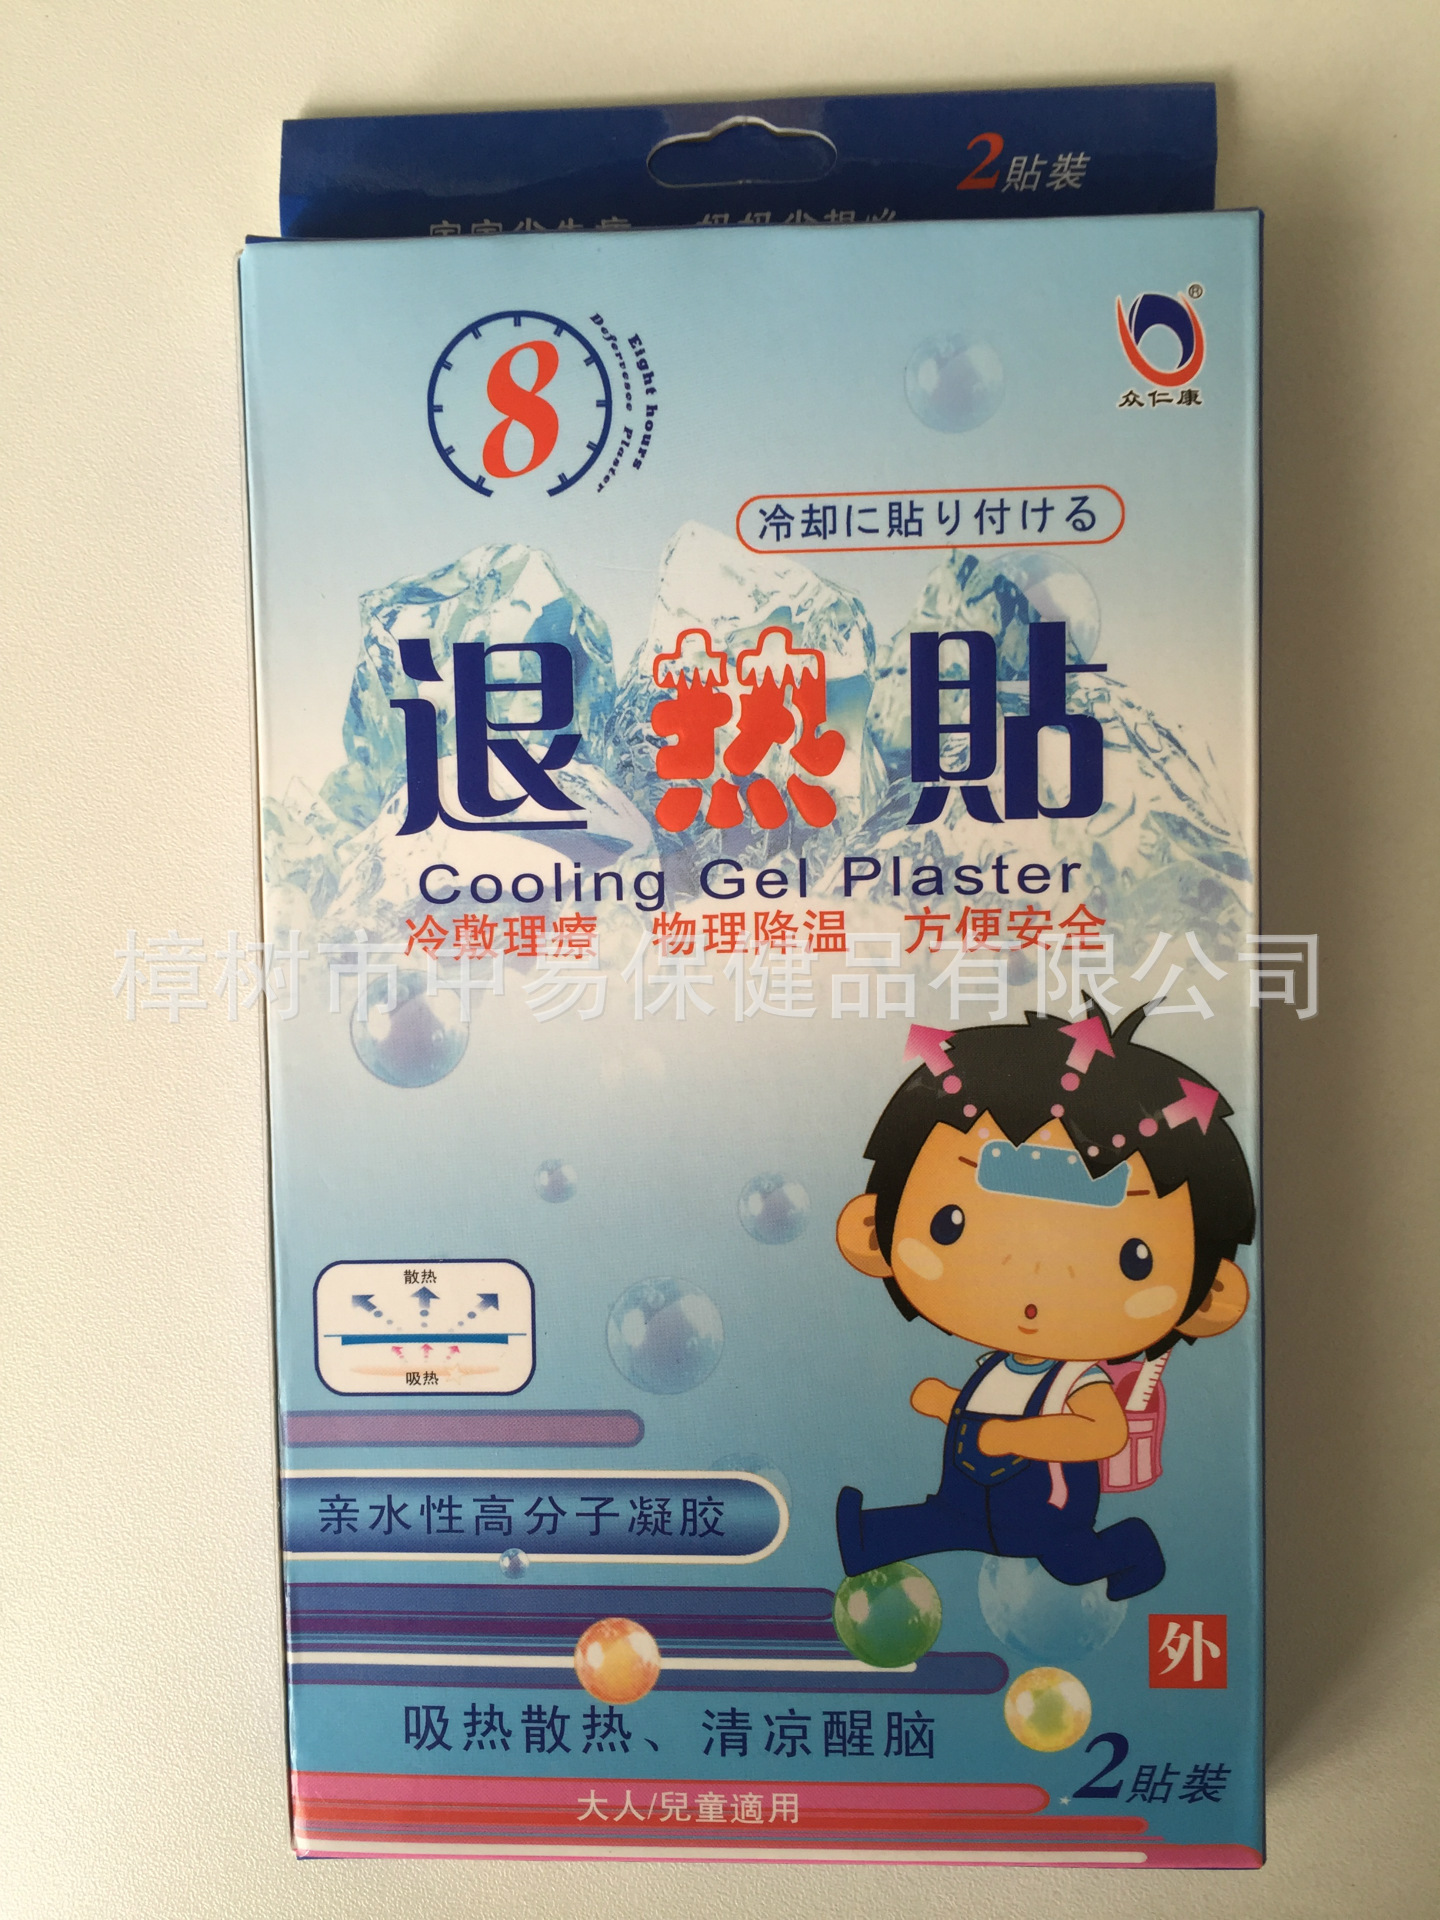 2貼裝
8
Eight hours
Defervesce Plaster
®
众仁康
冷却に貼り付ける
退热貼
Cooling Gel Plaster
冷敷理療 物理降温 方便安全
樟树市中易保健品有限公司
散热
吸热
亲水性高分子凝胶
外
吸热散热、清凉醒脑
2貼裝
大人/兒童適用